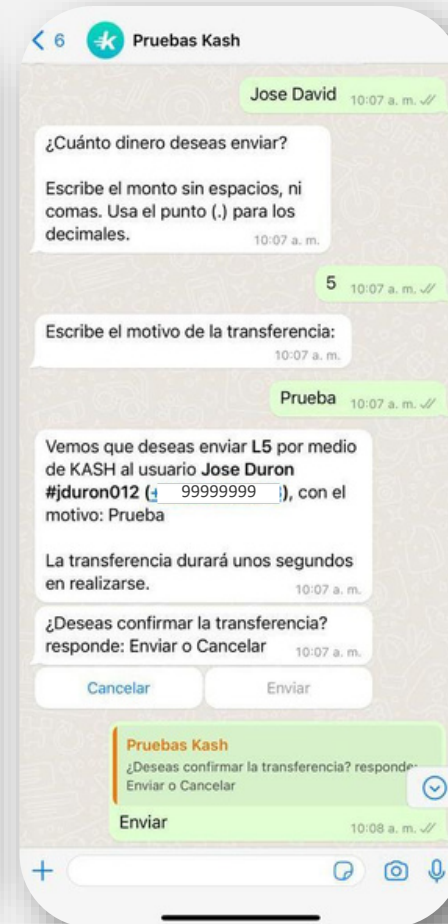 6 Pruebas Kash
Jose David 10:07 a. m.
¿Cuánto dinero deseas enviar?
Escribe el monto sin espacios, ni
comas. Usa el punto (.) para los
decimales. 10:07 a. m.
5 10:07 a. m.
Escribe el motivo de la transferencia:
10:07 a. m.
Prueba 10:07 a. m.
Vemos que deseas enviar L5 por medio
de KASH al usuario Jose Duron
#jduron012 (+ 99999999 ), con el
motivo: Prueba
La transferencia durará unos segundos
en realizarse. 10:07 a. m.
¿Deseas confirmar la transferencia?
responde: Enviar o Cancelar 10:07 a. m.
Cancelar Enviar
Pruebas Kash
¿Deseas confirmar la transferencia? responde:
Enviar o Cancelar
Enviar 10:08 a. m.